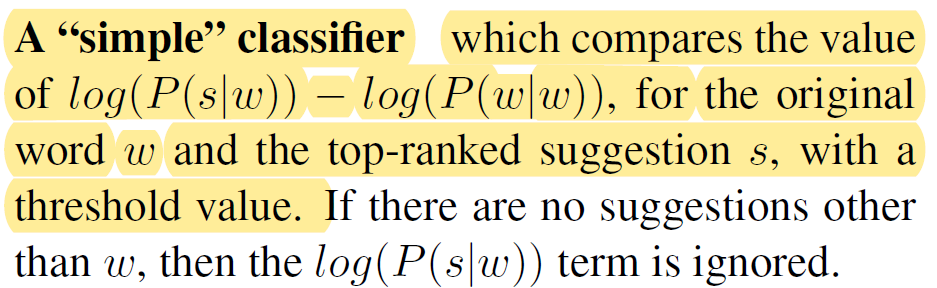 A “simple” classifier which compares the value
of log(P(s|w)) − log(P(w|w)), for the original
word w and the top-ranked suggestion s, with a
threshold value. If there are no suggestions other
than w, then the log(P(s|w)) term is ignored.